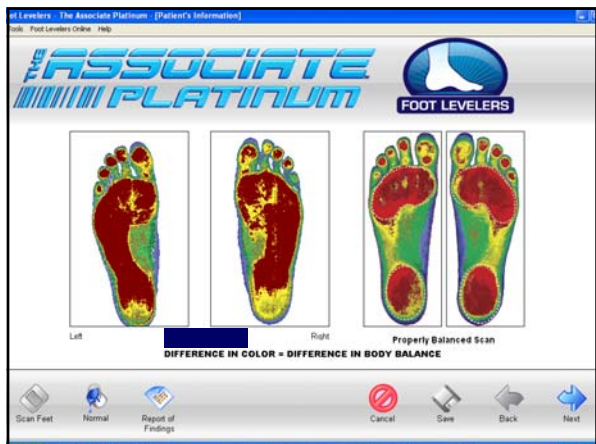 ot Levelers - The Associate Platinum - [Patient's Information]
Tools Foot Levelers Online Help
THE ASSOCIATE
PLATINUM
FOOT LEVELERS
Left
Right
Properly Balanced Scan
DIFFERENCE IN COLOR = DIFFERENCE IN BODY BALANCE
Scan Feet
Normal
Report of
Findings
Cancel
Save
Back
Next